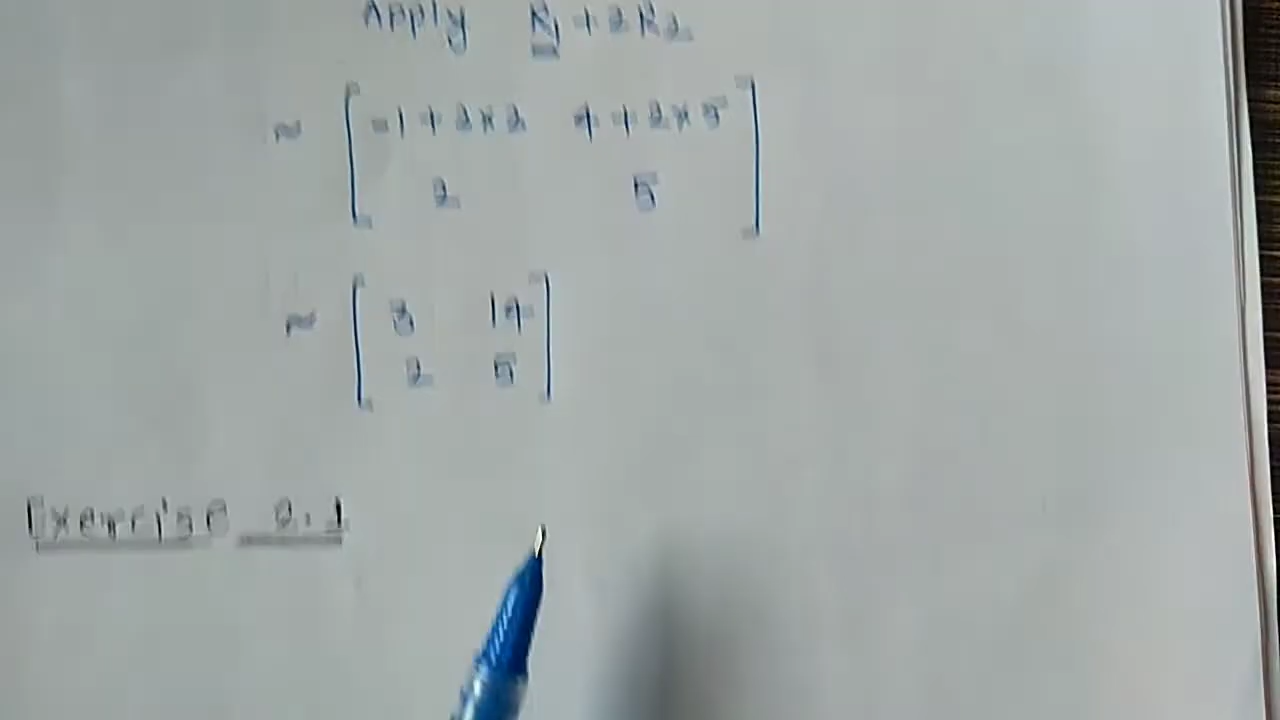 Apply R1 + 2R2
~ [ -1 + 2×2 4 + 2×5
2 5 ]
~ [ 3 14
2 5 ]
Exercise 2.1